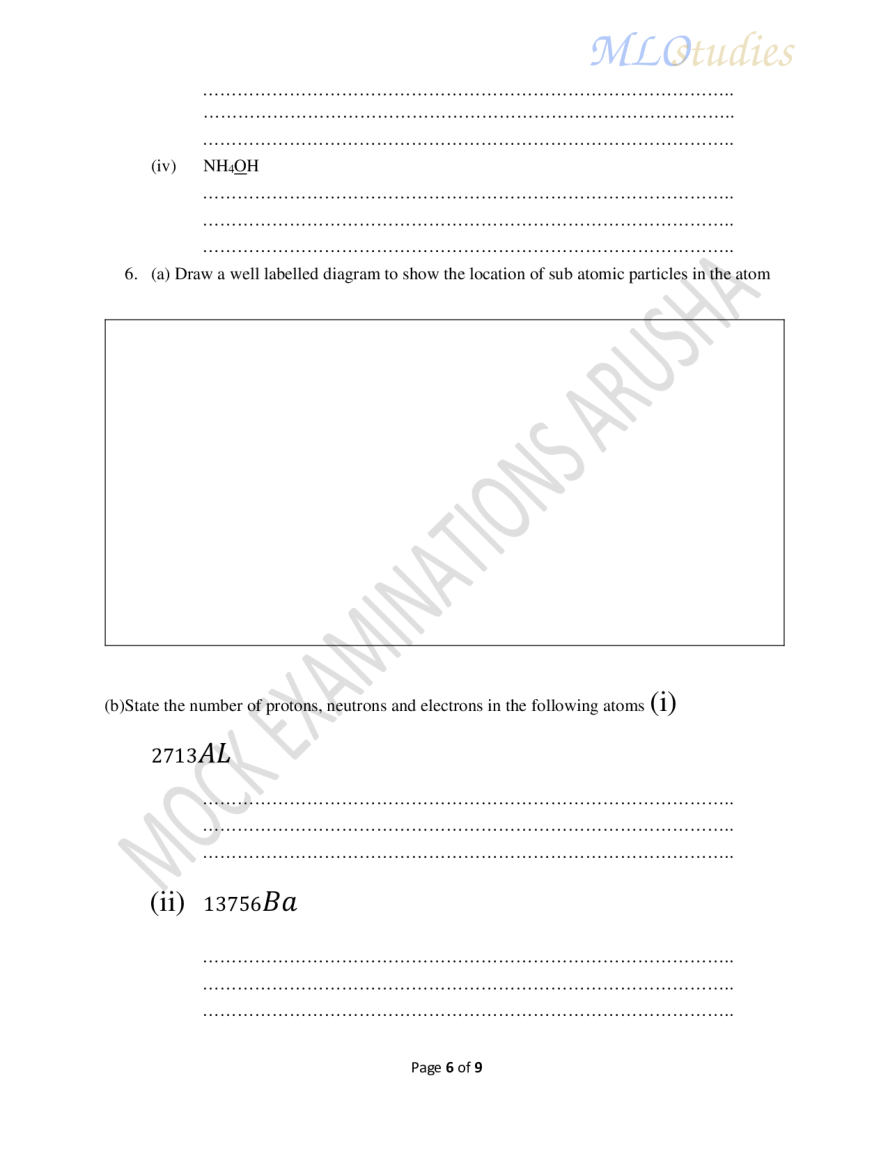 MLOstudies
…………………………………………………………………………………..
…………………………………………………………………………………..
…………………………………………………………………………………..
(iv) NH₄OH
…………………………………………………………………………………..
…………………………………………………………………………………..
…………………………………………………………………………………..
6. (a) Draw a well labelled diagram to show the location of sub atomic particles in the atom
MOCK EXAMINATIONS ARUSHA
(b)State the number of protons, neutrons and electrons in the following atoms (i)
2713AL
…………………………………………………………………………………..
…………………………………………………………………………………..
…………………………………………………………………………………..
(ii) 13756Ba
…………………………………………………………………………………..
…………………………………………………………………………………..
…………………………………………………………………………………..
Page 6 of 9